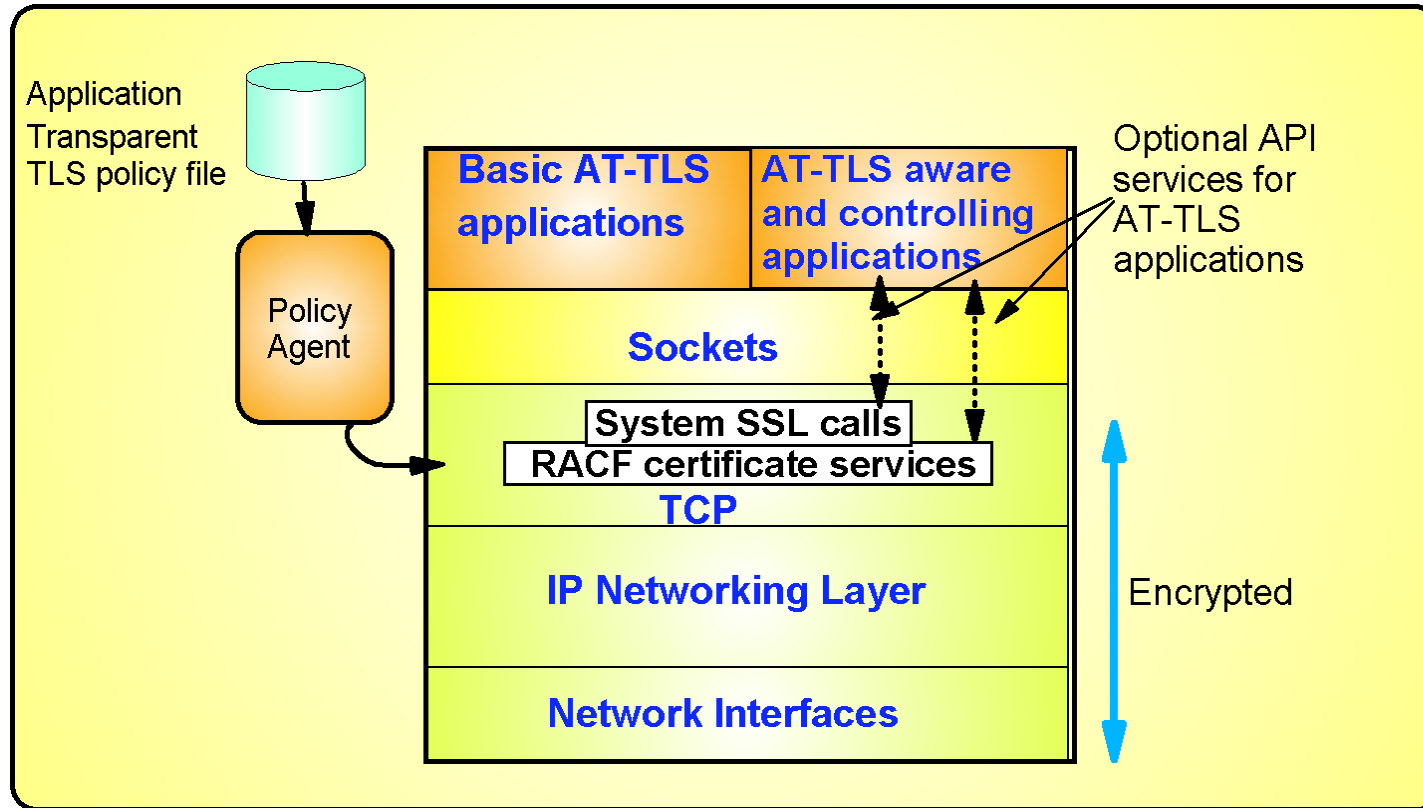 Application
Transparent
TLS policy file
Policy
Agent
Basic AT-TLS
applications
AT-TLS aware
and controlling
applications
Optional API
services for
AT-TLS
applications
Sockets
System SSL calls
RACF certificate services
TCP
IP Networking Layer
Encrypted
Network Interfaces